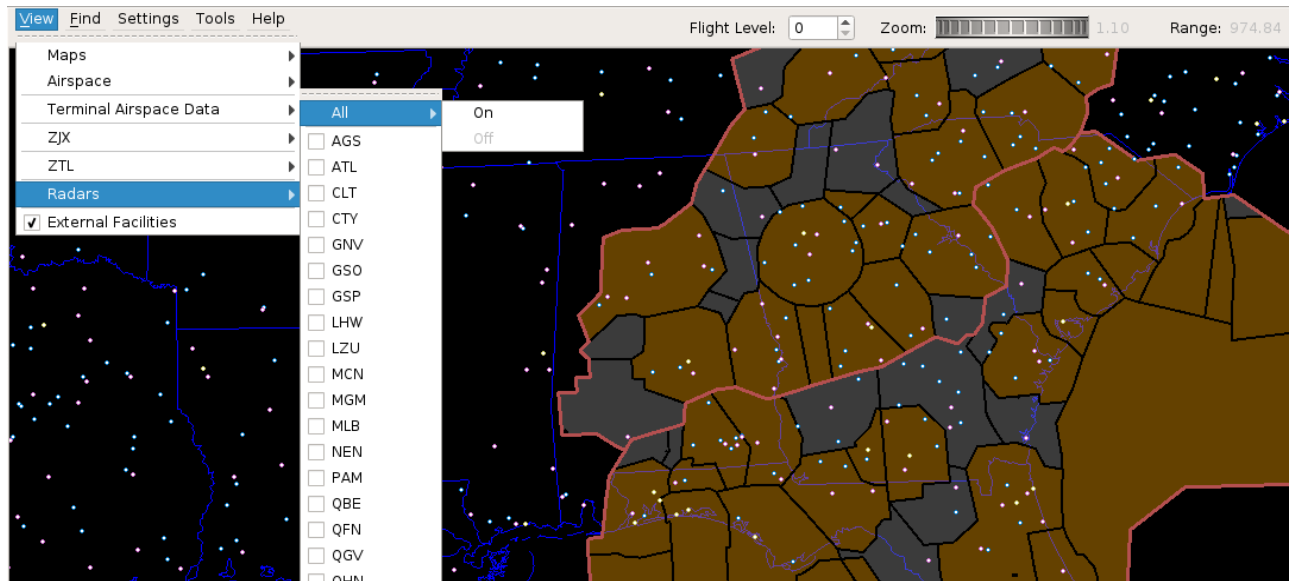 View Find Settings Tools Help
Flight Level: 0 Zoom: 1.10 Range: 974.84
Maps
Airspace
Terminal Airspace Data
ZJX
ZTL
Radars
External Facilities
All
AGS
ATL
CLT
CTY
GNV
GSO
GSP
LHW
LZU
MCN
MGM
MLB
NEN
PAM
QBE
QFN
QGV
QHN
On
Off